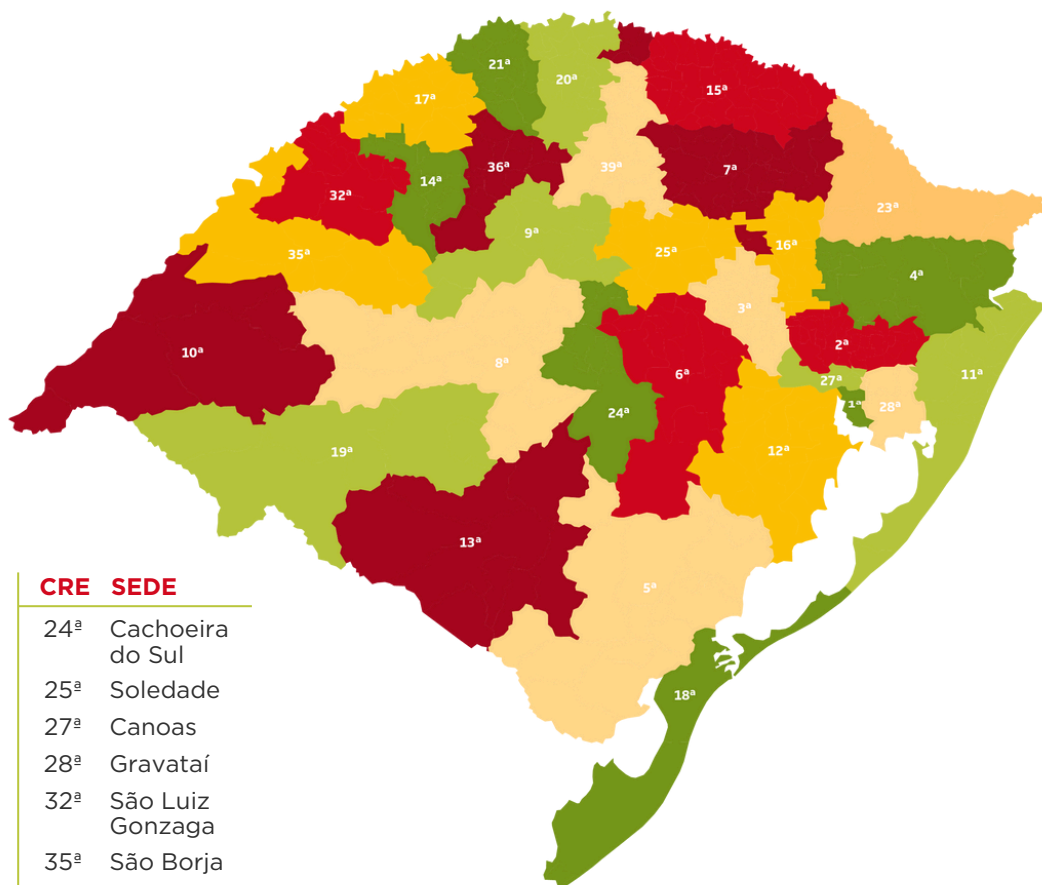 21ª
20ª
15ª
17ª
36ª
39ª
7ª
14ª
32ª
23ª
9ª
25ª
16ª
35ª
4ª
3ª
10ª
8ª
2ª
6ª
27ª
11ª
1ª
28ª
24ª
19ª
12ª
13ª
5ª
18ª
CRE SEDE
24ª Cachoeira
do Sul
25ª Soledade
27ª Canoas
28ª Gravataí
32ª São Luiz
Gonzaga
35ª São Borja